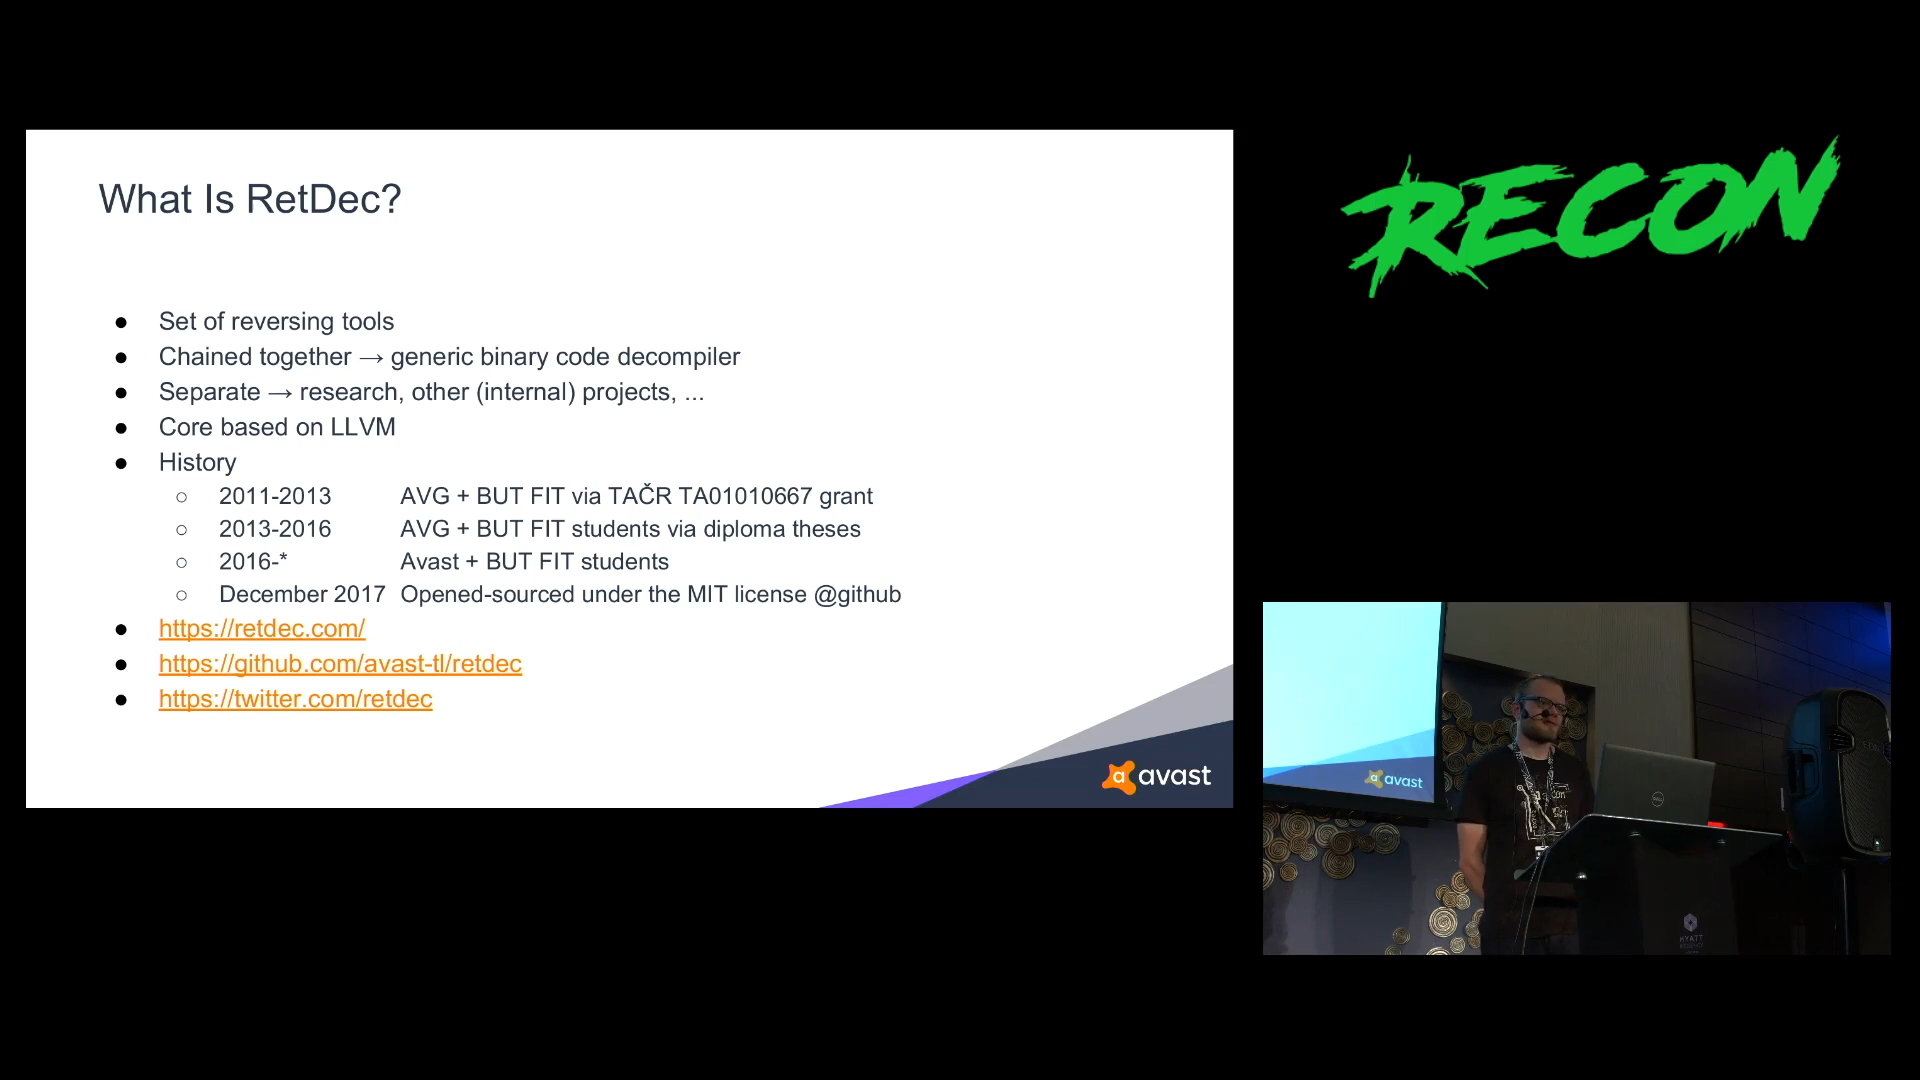 What Is RetDec?
● Set of reversing tools
● Chained together → generic binary code decompiler
● Separate → research, other (internal) projects, ...
● Core based on LLVM
● History
○ 2011-2013 AVG + BUT FIT via TAČR TA01010667 grant
○ 2013-2016 AVG + BUT FIT students via diploma theses
○ 2016-* Avast + BUT FIT students
○ December 2017 Opened-sourced under the MIT license @github
● https://retdec.com/
● https://github.com/avast-tl/retdec
● https://twitter.com/retdec
avast
RECON
avast
DELL
HYATT